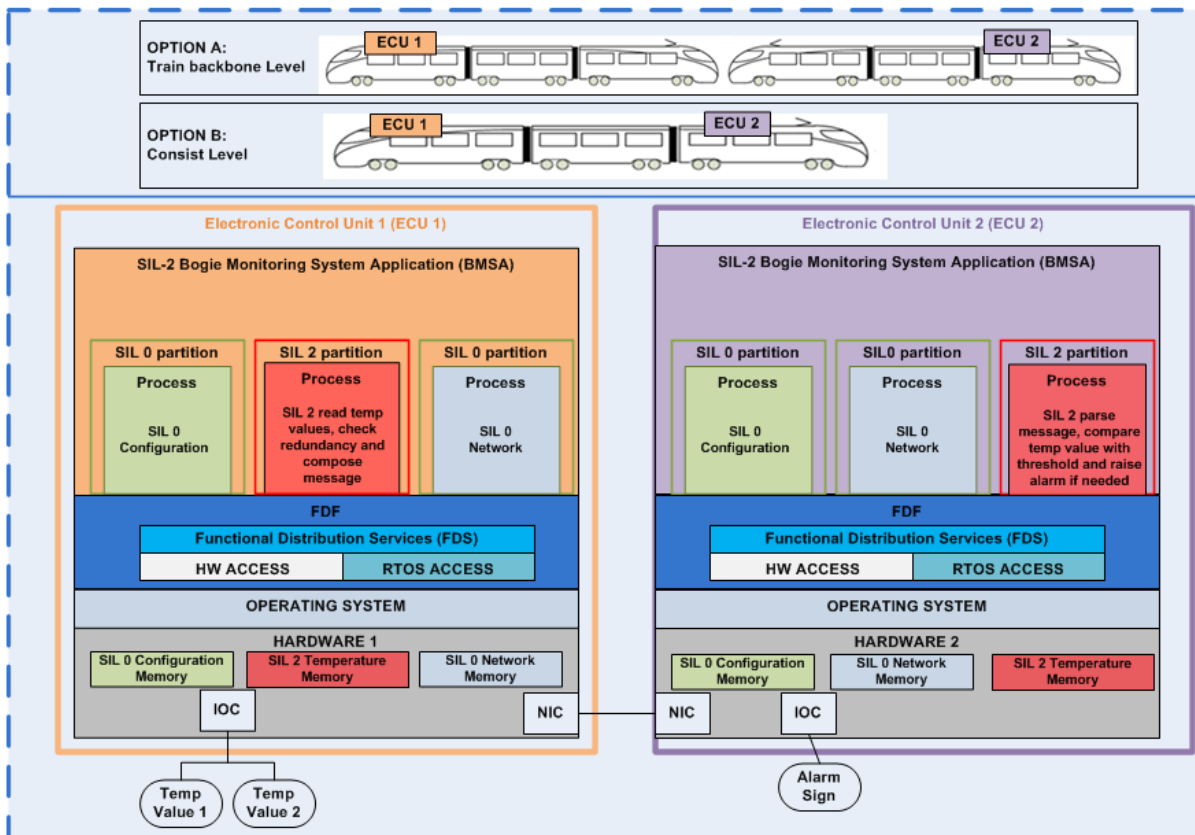 OPTION A:
Train backbone Level
ECU 1
ECU 2
OPTION B:
Consist Level
ECU 1
ECU 2
Electronic Control Unit 1 (ECU 1)
SIL-2 Bogie Monitoring System Application (BMSA)
SIL 0 partition
Process
SIL 0
Configuration
SIL 2 partition
Process
SIL 2 read temp
values, check
redundancy and
compose
message
SIL 0 partition
Process
SIL 0
Network
FDF
Functional Distribution Services (FDS)
HW ACCESS
RTOS ACCESS
OPERATING SYSTEM
HARDWARE 1
SIL 0 Configuration
Memory
SIL 2 Temperature
Memory
SIL 0 Network
Memory
IOC
NIC
Temp
Value 1
Temp
Value 2
Electronic Control Unit 2 (ECU 2)
SIL-2 Bogie Monitoring System Application (BMSA)
SIL 0 partition
Process
SIL 0
Configuration
SIL0 partition
Process
SIL 0
Network
SIL 2 partition
Process
SIL 2 parse
message, compare
temp value with
threshold and raise
alarm if needed
FDF
Functional Distribution Services (FDS)
HW ACCESS
RTOS ACCESS
OPERATING SYSTEM
HARDWARE 2
SIL 0 Configuration
Memory
SIL 0 Network
Memory
SIL 2 Temperature
Memory
NIC
IOC
Alarm
Sign